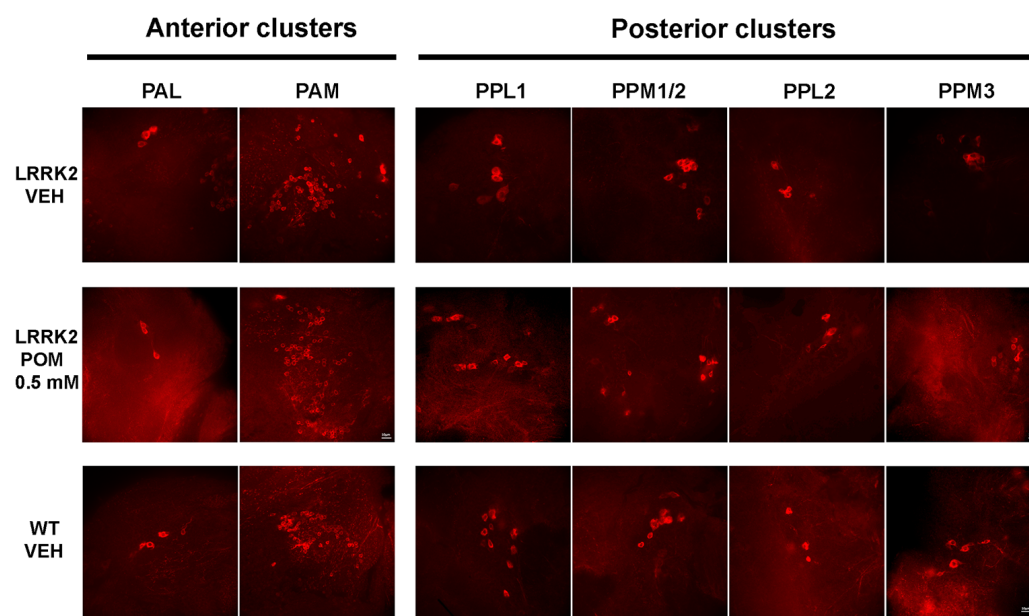 Anterior clusters
Posterior clusters
PAL
PAM
PPL1
PPM1/2
PPL2
PPM3
LRRK2
VEH
LRRK2
POM
0.5 mM
WT
VEH